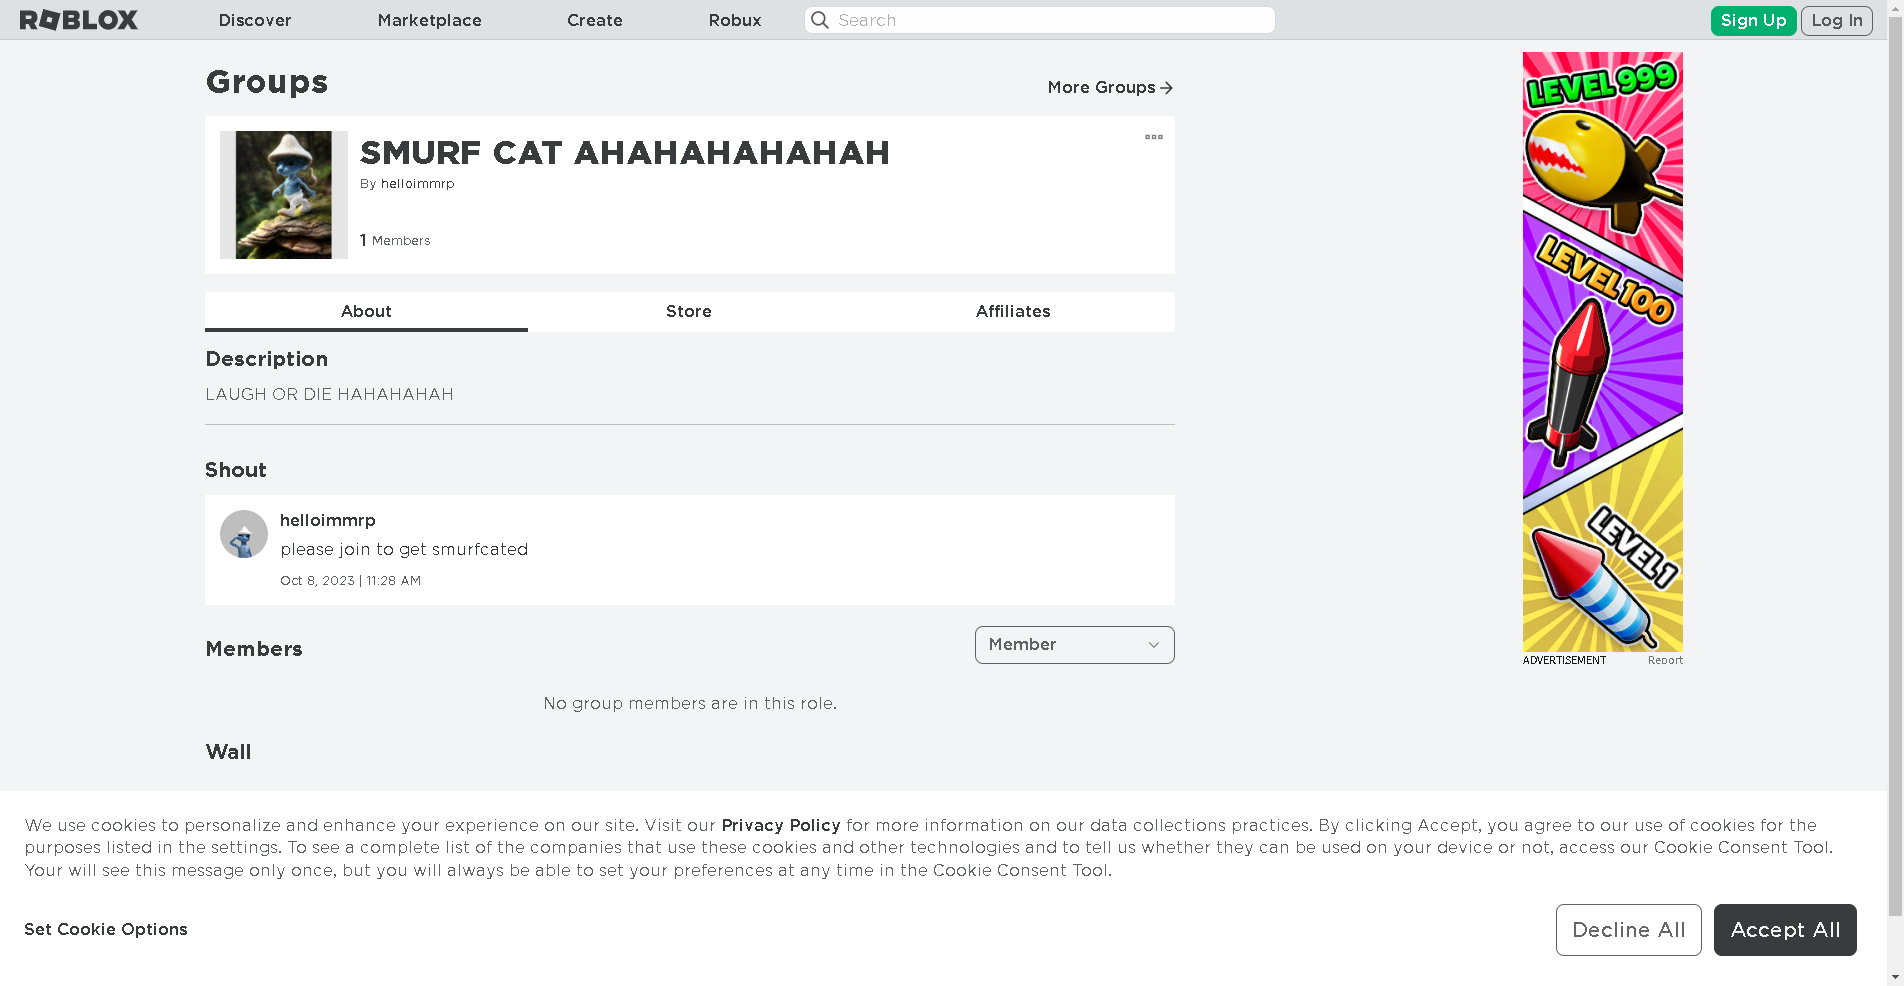 ROBLOX
Discover
Marketplace
Create
Robux
Search
Sign Up
Log In
Groups
More Groups
SMURF CAT AHAHAHAHAHAH
By helloimmrp
1 Members
About
Store
Affiliates
Description
LAUGH OR DIE HAHAHAHAH
Shout
helloimmrp
please join to get smurfcated
Oct 8, 2023 | 11:28 AM
Members
Member
No group members are in this role.
Wall
LEVEL 999
LEVEL 100
LEVEL 1
ADVERTISEMENT
Report
We use cookies to personalize and enhance your experience on our site. Visit our Privacy Policy for more information on our data collections practices. By clicking Accept, you agree to our use of cookies for the
purposes listed in the settings. To see a complete list of the companies that use these cookies and other technologies and to tell us whether they can be used on your device or not, access our Cookie Consent Tool.
Your will see this message only once, but you will always be able to set your preferences at any time in the Cookie Consent Tool.
Set Cookie Options
Decline All
Accept All